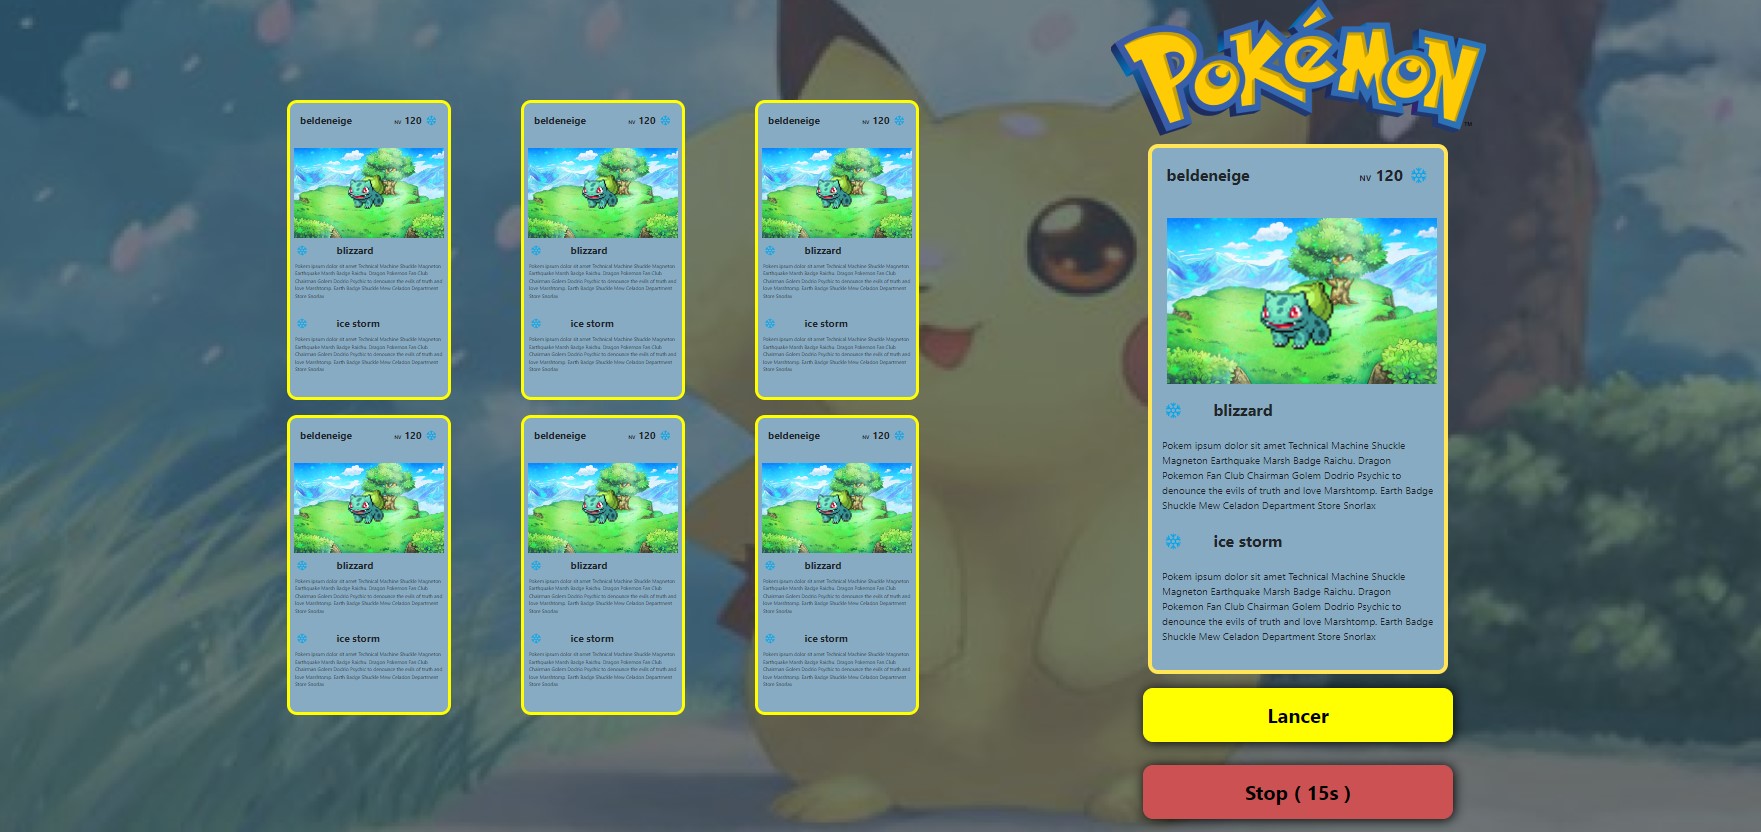 beldeneige NV 120
blizzard
Pokem ipsum dolor sit amet Technical Machine Shuckle Magneton
Earthquake Marsh Badge Raichu. Dragon Pokemon Fan Club
Chairman Golem Dodrio Psychic to denounce the evils of truth and
love Marshtomp. Earth Badge Shuckle Mew Celadon Department
Store Snorlax
ice storm
Pokem ipsum dolor sit amet Technical Machine Shuckle Magneton
Earthquake Marsh Badge Raichu. Dragon Pokemon Fan Club
Chairman Golem Dodrio Psychic to denounce the evils of truth and
love Marshtomp. Earth Badge Shuckle Mew Celadon Department
Store Snorlax
beldeneige NV 120
blizzard
Pokem ipsum dolor sit amet Technical Machine Shuckle Magneton
Earthquake Marsh Badge Raichu. Dragon Pokemon Fan Club
Chairman Golem Dodrio Psychic to denounce the evils of truth and
love Marshtomp. Earth Badge Shuckle Mew Celadon Department
Store Snorlax
ice storm
Pokem ipsum dolor sit amet Technical Machine Shuckle Magneton
Earthquake Marsh Badge Raichu. Dragon Pokemon Fan Club
Chairman Golem Dodrio Psychic to denounce the evils of truth and
love Marshtomp. Earth Badge Shuckle Mew Celadon Department
Store Snorlax
beldeneige NV 120
blizzard
Pokem ipsum dolor sit amet Technical Machine Shuckle Magneton
Earthquake Marsh Badge Raichu. Dragon Pokemon Fan Club
Chairman Golem Dodrio Psychic to denounce the evils of truth and
love Marshtomp. Earth Badge Shuckle Mew Celadon Department
Store Snorlax
ice storm
Pokem ipsum dolor sit amet Technical Machine Shuckle Magneton
Earthquake Marsh Badge Raichu. Dragon Pokemon Fan Club
Chairman Golem Dodrio Psychic to denounce the evils of truth and
love Marshtomp. Earth Badge Shuckle Mew Celadon Department
Store Snorlax
beldeneige NV 120
blizzard
Pokem ipsum dolor sit amet Technical Machine Shuckle Magneton
Earthquake Marsh Badge Raichu. Dragon Pokemon Fan Club
Chairman Golem Dodrio Psychic to denounce the evils of truth and
love Marshtomp. Earth Badge Shuckle Mew Celadon Department
Store Snorlax
ice storm
Pokem ipsum dolor sit amet Technical Machine Shuckle Magneton
Earthquake Marsh Badge Raichu. Dragon Pokemon Fan Club
Chairman Golem Dodrio Psychic to denounce the evils of truth and
love Marshtomp. Earth Badge Shuckle Mew Celadon Department
Store Snorlax
beldeneige NV 120
blizzard
Pokem ipsum dolor sit amet Technical Machine Shuckle Magneton
Earthquake Marsh Badge Raichu. Dragon Pokemon Fan Club
Chairman Golem Dodrio Psychic to denounce the evils of truth and
love Marshtomp. Earth Badge Shuckle Mew Celadon Department
Store Snorlax
ice storm
Pokem ipsum dolor sit amet Technical Machine Shuckle Magneton
Earthquake Marsh Badge Raichu. Dragon Pokemon Fan Club
Chairman Golem Dodrio Psychic to denounce the evils of truth and
love Marshtomp. Earth Badge Shuckle Mew Celadon Department
Store Snorlax
beldeneige NV 120
blizzard
Pokem ipsum dolor sit amet Technical Machine Shuckle Magneton
Earthquake Marsh Badge Raichu. Dragon Pokemon Fan Club
Chairman Golem Dodrio Psychic to denounce the evils of truth and
love Marshtomp. Earth Badge Shuckle Mew Celadon Department
Store Snorlax
ice storm
Pokem ipsum dolor sit amet Technical Machine Shuckle Magneton
Earthquake Marsh Badge Raichu. Dragon Pokemon Fan Club
Chairman Golem Dodrio Psychic to denounce the evils of truth and
love Marshtomp. Earth Badge Shuckle Mew Celadon Department
Store Snorlax
POKéMON TM
beldeneige NV 120
blizzard
Pokem ipsum dolor sit amet Technical Machine Shuckle
Magneton Earthquake Marsh Badge Raichu. Dragon
Pokemon Fan Club Chairman Golem Dodrio Psychic to
denounce the evils of truth and love Marshtomp. Earth Badge
Shuckle Mew Celadon Department Store Snorlax
ice storm
Pokem ipsum dolor sit amet Technical Machine Shuckle
Magneton Earthquake Marsh Badge Raichu. Dragon
Pokemon Fan Club Chairman Golem Dodrio Psychic to
denounce the evils of truth and love Marshtomp. Earth Badge
Shuckle Mew Celadon Department Store Snorlax
Lancer
Stop ( 15s )